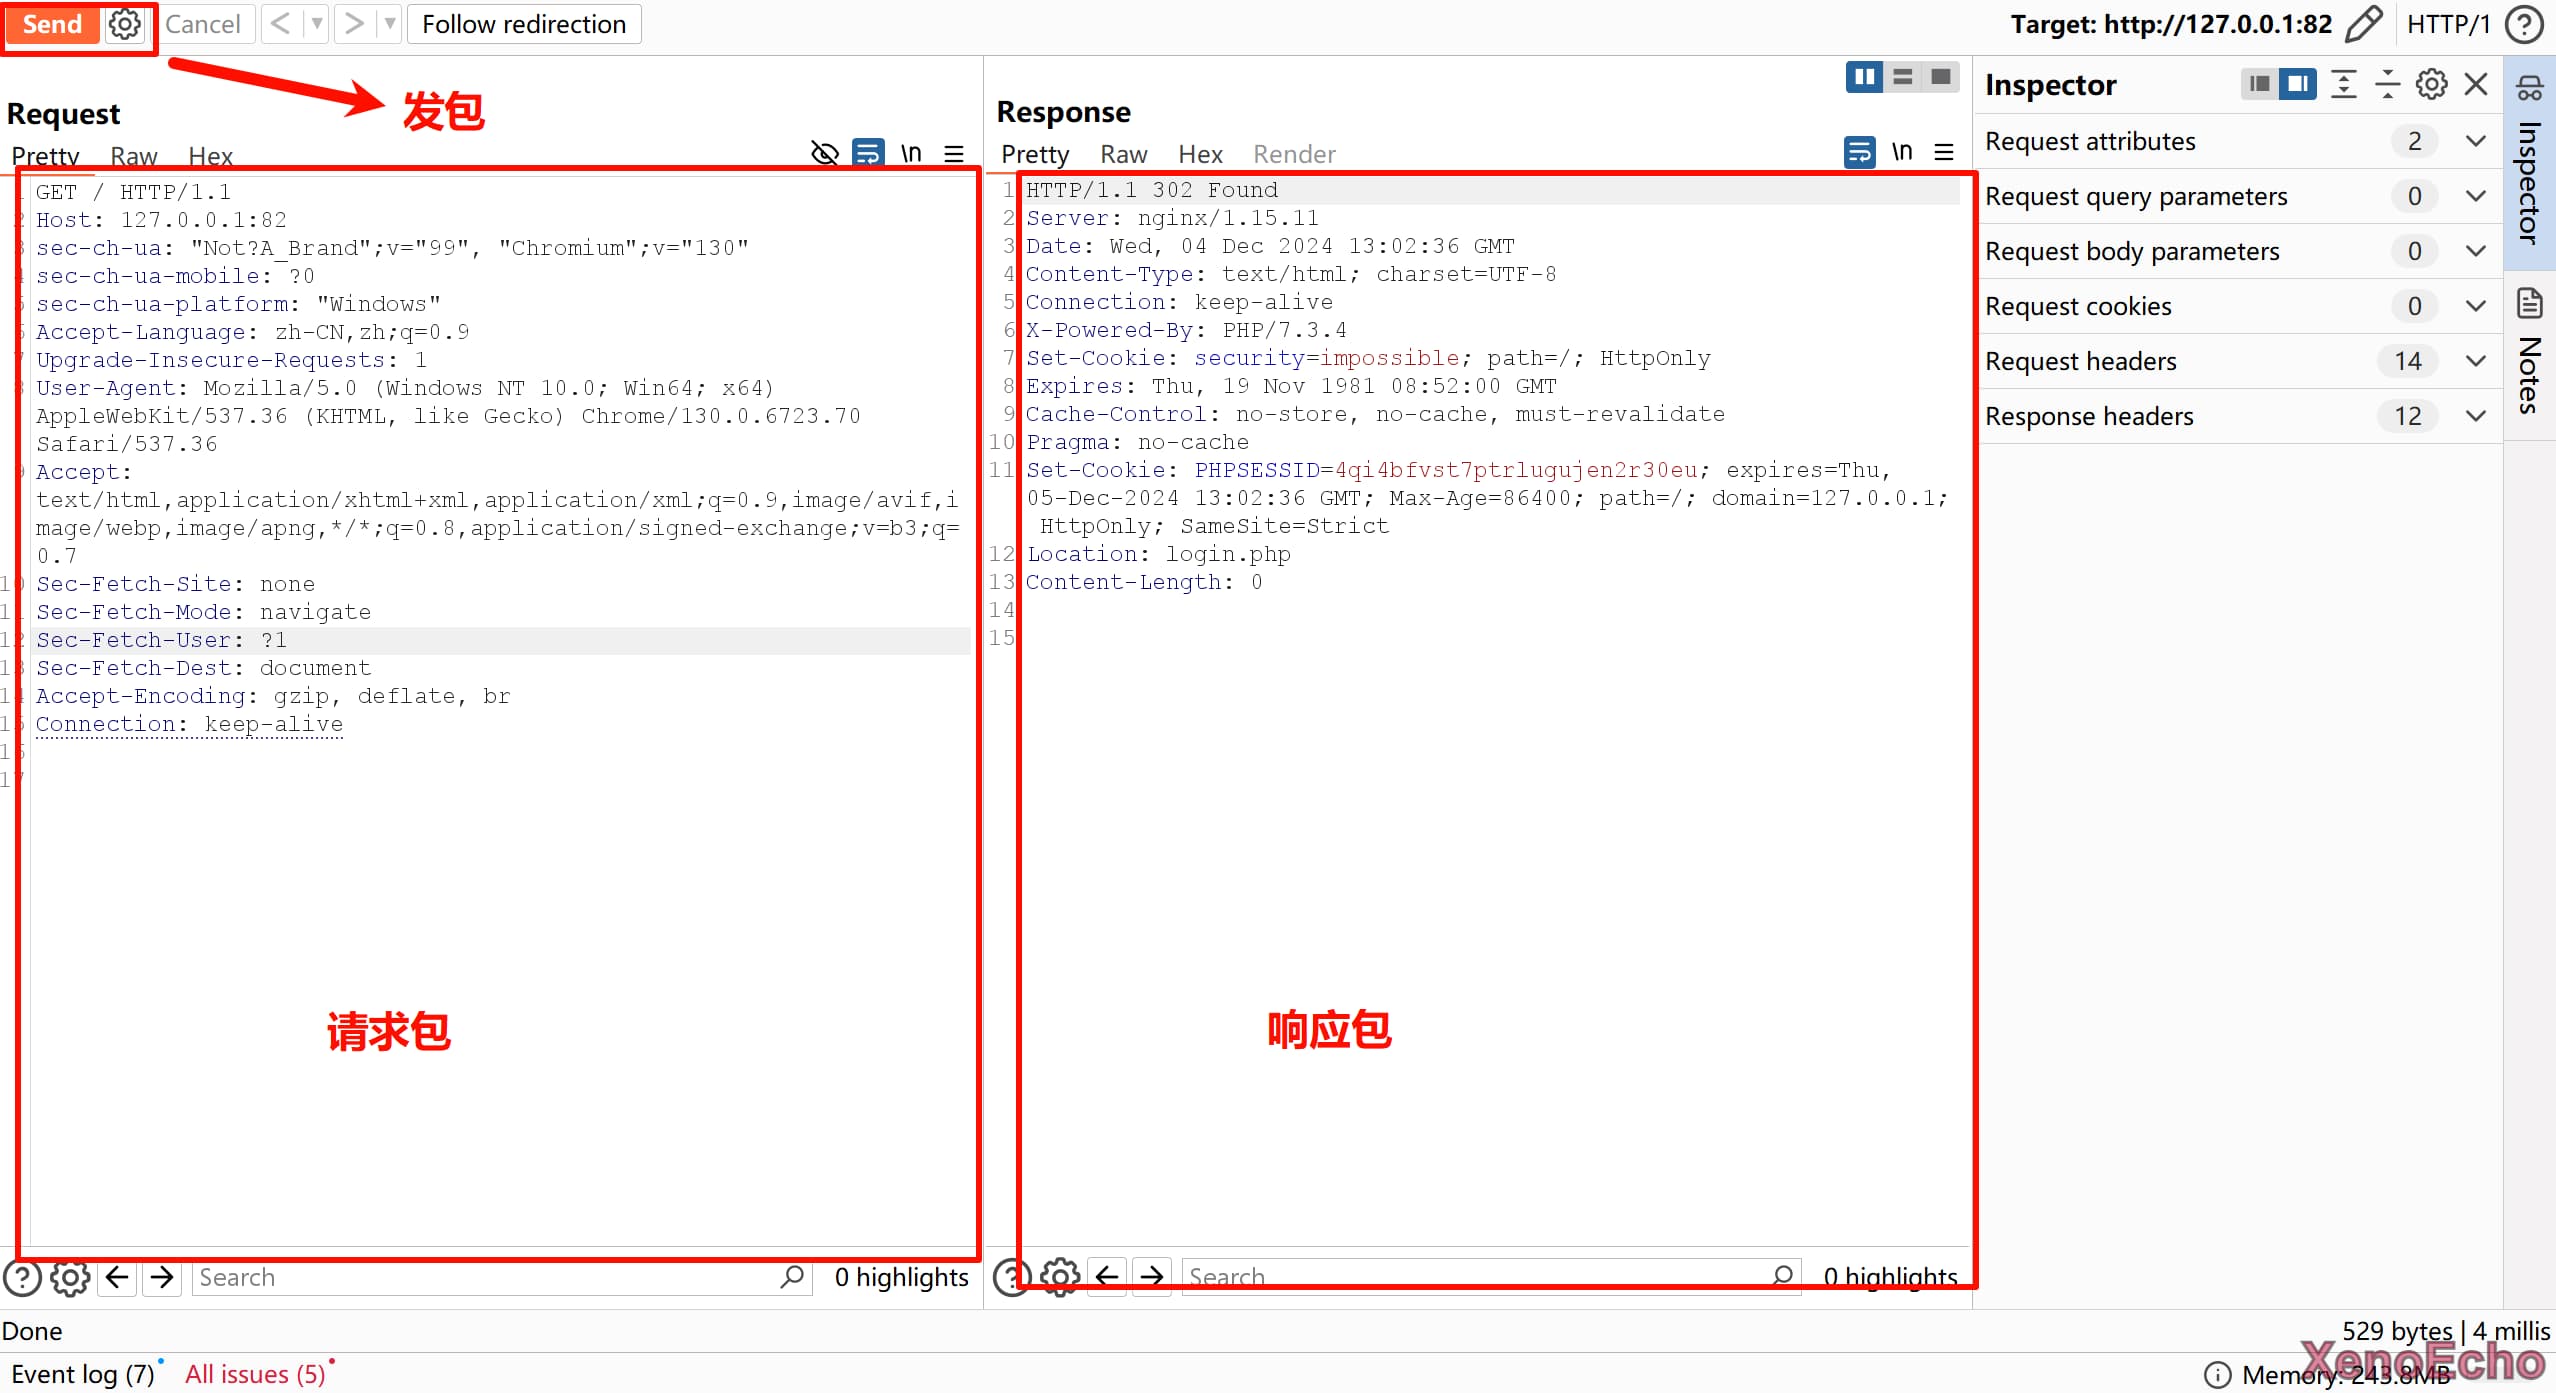 Send Cancel < > Follow redirection Target: http://127.0.0.1:82 HTTP/1
发包
Request
Pretty Raw Hex \n
1 GET / HTTP/1.1
2 Host: 127.0.0.1:82
3 sec-ch-ua: "Not?A_Brand";v="99", "Chromium";v="130"
4 sec-ch-ua-mobile: ?0
5 sec-ch-ua-platform: "Windows"
6 Accept-Language: zh-CN,zh;q=0.9
7 Upgrade-Insecure-Requests: 1
8 User-Agent: Mozilla/5.0 (Windows NT 10.0; Win64; x64)
AppleWebKit/537.36 (KHTML, like Gecko) Chrome/130.0.6723.70
Safari/537.36
9 Accept:
text/html,application/xhtml+xml,application/xml;q=0.9,image/avif,i
mage/webp,image/apng,*/*;q=0.8,application/signed-exchange;v=b3;q=
0.7
10 Sec-Fetch-Site: none
11 Sec-Fetch-Mode: navigate
12 Sec-Fetch-User: ?1
13 Sec-Fetch-Dest: document
14 Accept-Encoding: gzip, deflate, br
15 Connection: keep-alive
16
17
请求包
Search 0 highlights
Response
Pretty Raw Hex Render \n
1 HTTP/1.1 302 Found
2 Server: nginx/1.15.11
3 Date: Wed, 04 Dec 2024 13:02:36 GMT
4 Content-Type: text/html; charset=UTF-8
5 Connection: keep-alive
6 X-Powered-By: PHP/7.3.4
7 Set-Cookie: security=impossible; path=/; HttpOnly
8 Expires: Thu, 19 Nov 1981 08:52:00 GMT
9 Cache-Control: no-store, no-cache, must-revalidate
10 Pragma: no-cache
11 Set-Cookie: PHPSESSID=4qi4bfvst7ptrlugujen2r30eu; expires=Thu,
05-Dec-2024 13:02:36 GMT; Max-Age=86400; path=/; domain=127.0.0.1;
HttpOnly; SameSite=Strict
12 Location: login.php
13 Content-Length: 0
14
15
响应包
Search 0 highlights
Inspector
Request attributes 2
Request query parameters 0
Request body parameters 0
Request cookies 0
Request headers 14
Response headers 12
Inspector
Notes
Done
529 bytes | 4 millis
Event log (7) All issues (5)
Memory: 243.8MB
XenoEcho